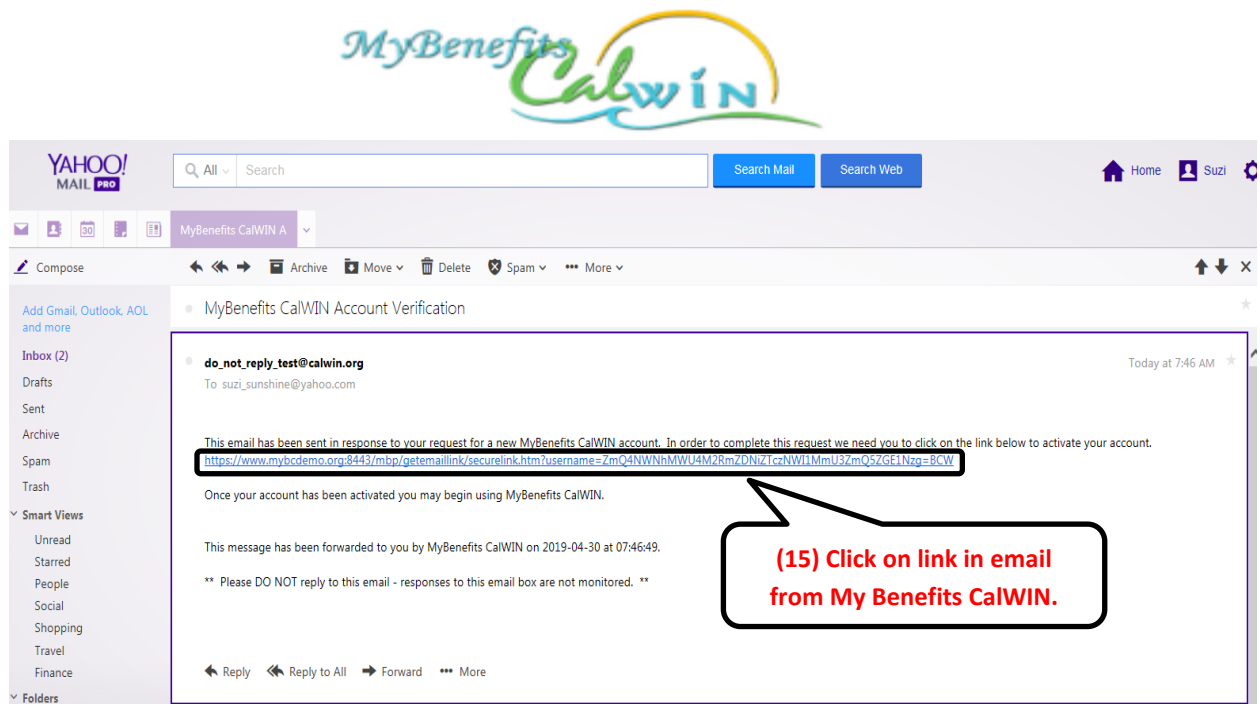 MyBenefits
CalWIN
YAHOO!
MAIL PRO
All Search Search Mail Search Web Home Suzi
30 MyBenefits CalWIN A
Compose Archive Move Delete Spam More
Add Gmail, Outlook, AOL
and more
MyBenefits CalWIN Account Verification
Inbox (2)
Drafts
Sent
Archive
Spam
Trash
Smart Views
Unread
Starred
People
Social
Shopping
Travel
Finance
Folders
do_not_reply_test@calwin.org Today at 7:46 AM
To suzi_sunshine@yahoo.com
This email has been sent in response to your request for a new MyBenefits CalWIN account. In order to complete this request we need you to click on the link below to activate your account.
https://www.mybcdemo.org:8443/mbp/getemaillink/securelink.htm?username=ZmQ4NWNhMWU4M2RmZDNiZTczNWI1MmU3ZmQ5ZGE1Nzg=BCW
Once your account has been activated you may begin using MyBenefits CalWIN.
This message has been forwarded to you by MyBenefits CalWIN on 2019-04-30 at 07:46:49.
** Please DO NOT reply to this email - responses to this email box are not monitored. **
(15) Click on link in email
from My Benefits CalWIN.
Reply Reply to All Forward More